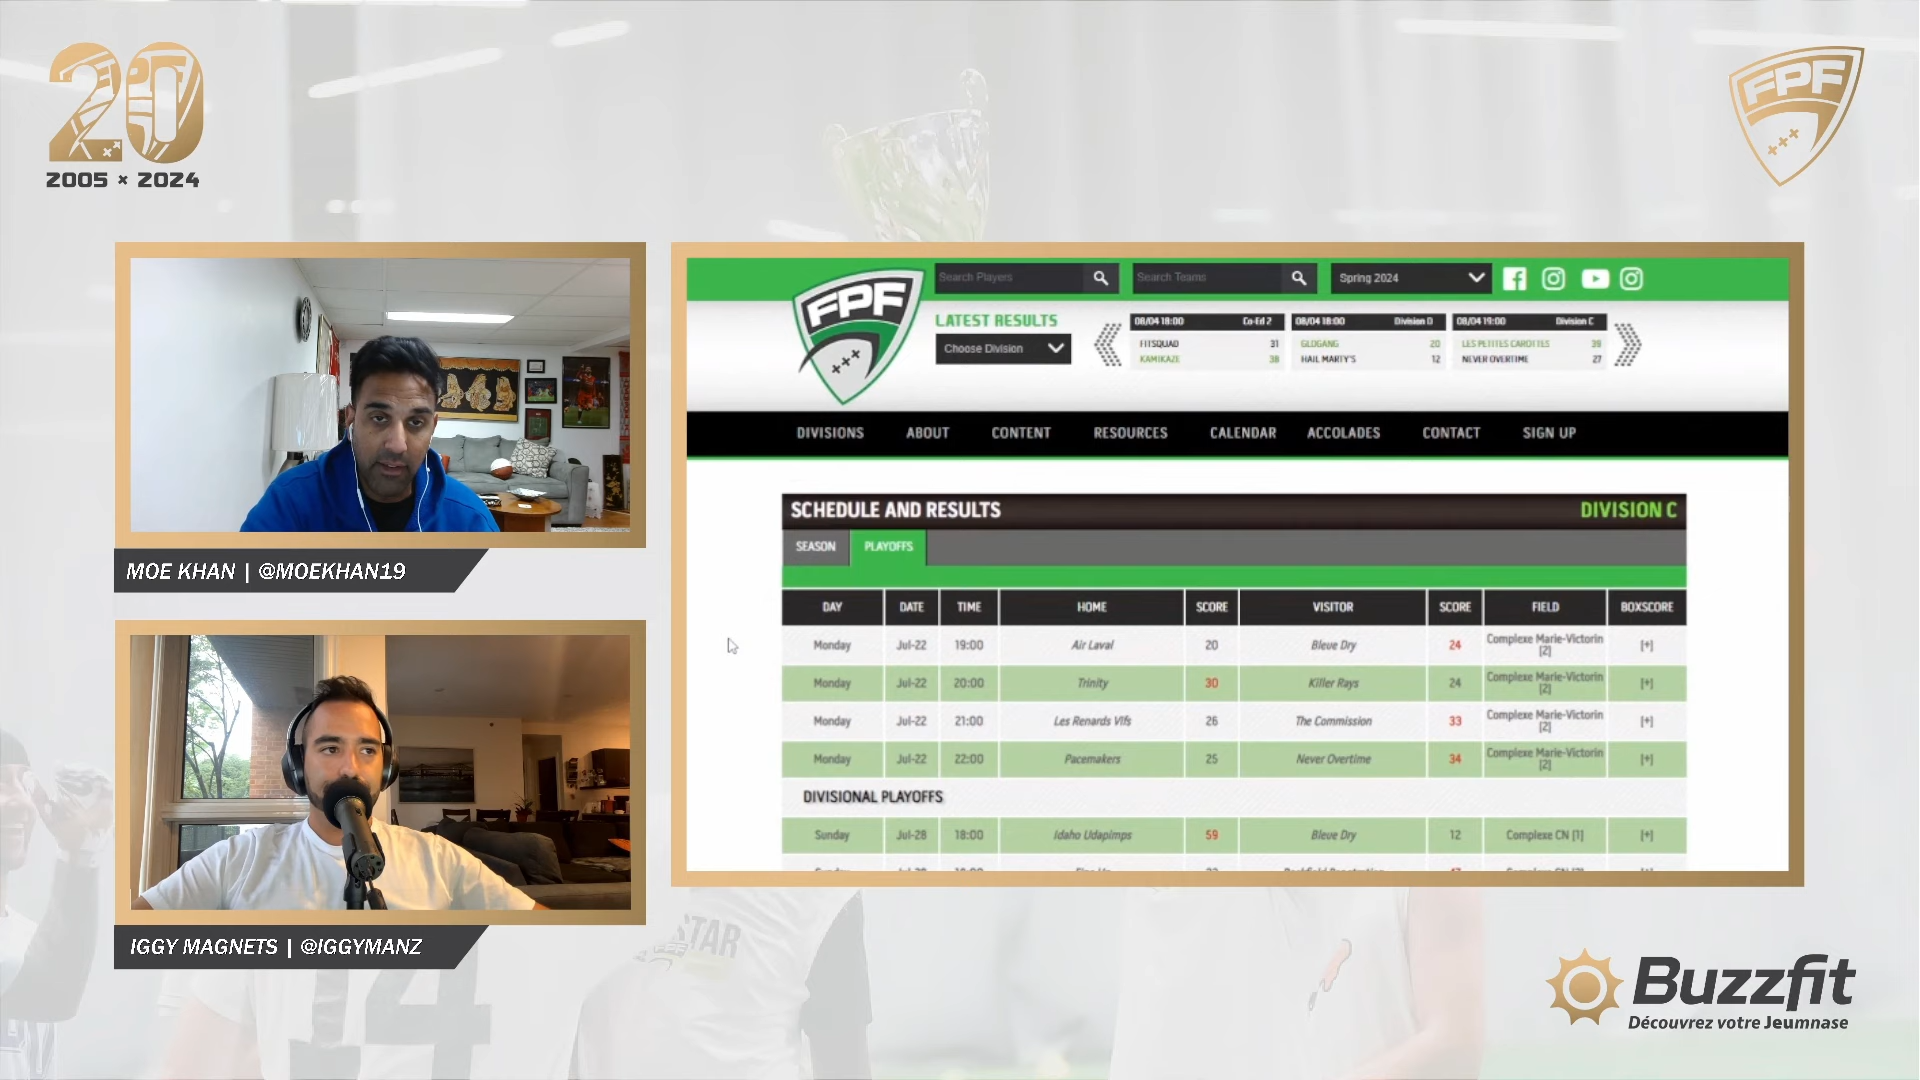 20
2005 × 2024
FPF
MOE KHAN | @MOEKHAN19
IGGY MAGNETS | @IGGYMANZ
FPF
Search Players
Search Teams
Spring 2024
LATEST RESULTS
Choose Division
08/04 18:00 Co-Ed 2
FITSQUAD 31
KAMIKAZE 38
08/04 18:00 Division D
GLDGANG 20
HAIL MARTY'S 12
08/04 19:00 Division C
LES PETITES CAROTTES 39
NEVER OVERTIME 27
DIVISIONS ABOUT CONTENT RESOURCES CALENDAR ACCOLADES CONTACT SIGN UP
SCHEDULE AND RESULTS DIVISION C
SEASON PLAYOFFS
DAY DATE TIME HOME SCORE VISITOR SCORE FIELD BOXSCORE
Monday Jul-22 19:00 Air Laval 20 Bleue Dry 24 Complexe Marie-Victorin [2] [+]
Monday Jul-22 20:00 Trinity 30 Killer Rays 24 Complexe Marie-Victorin [2] [+]
Monday Jul-22 21:00 Les Renards Vifs 26 The Commission 33 Complexe Marie-Victorin [2] [+]
Monday Jul-22 22:00 Pacemakers 25 Never Overtime 34 Complexe Marie-Victorin [2] [+]
DIVISIONAL PLAYOFFS
Sunday Jul-28 18:00 Idaho Udapimps 59 Bleue Dry 12 Complexe CN [1] [+]
STAR
14
Buzzfit
Découvrez votre Jeumnase